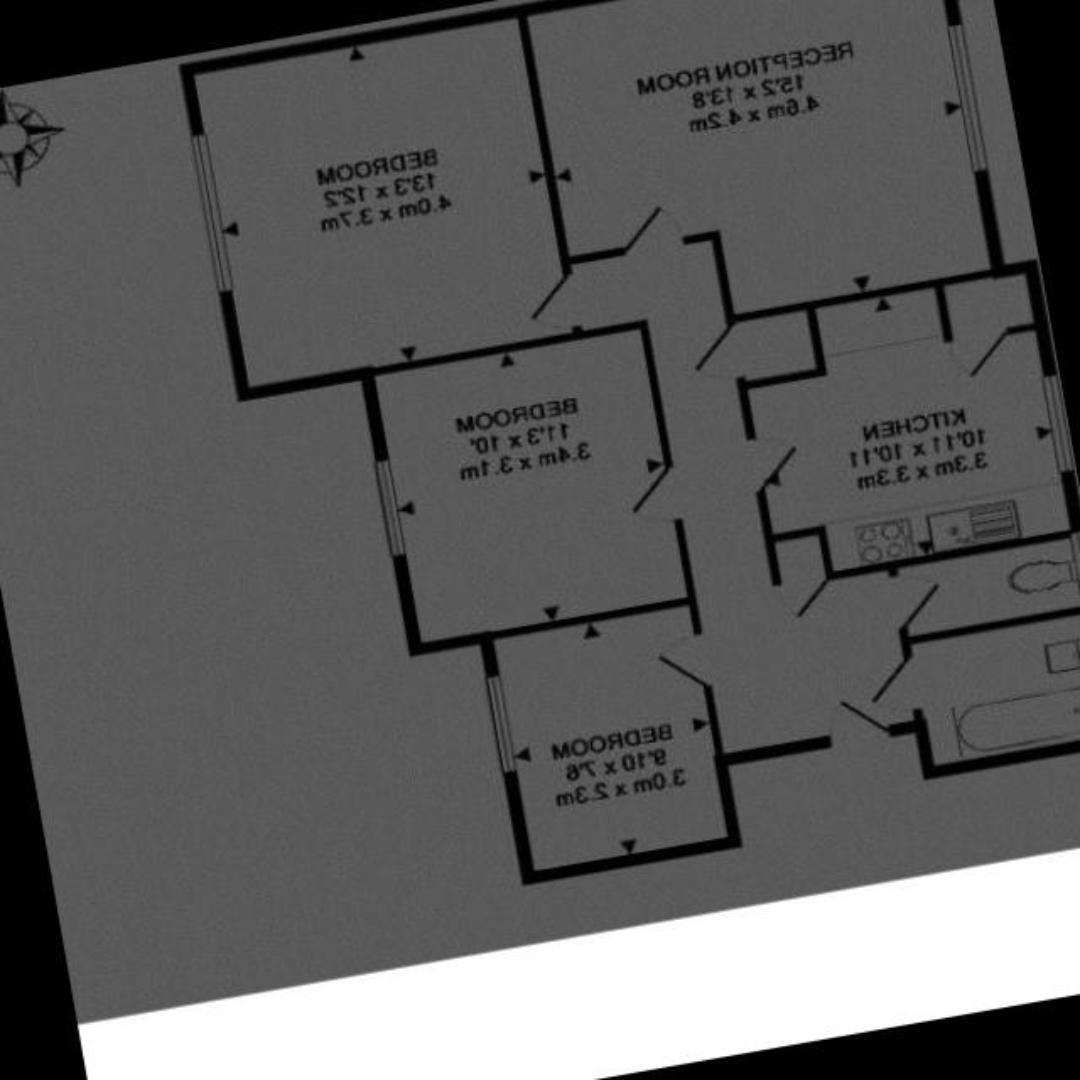 RECEPTION ROOM
15'2 x 13'8
4.6m x 4.2m
BEDROOM
13'3 x 12'2
4.0m x 3.7m
BEDROOM
11'3 x 10'
3.4m x 3.1m
KITCHEN
10'11 x 10'11
3.3m x 3.3m
BEDROOM
9'10 x 7'6
3.0m x 2.3m